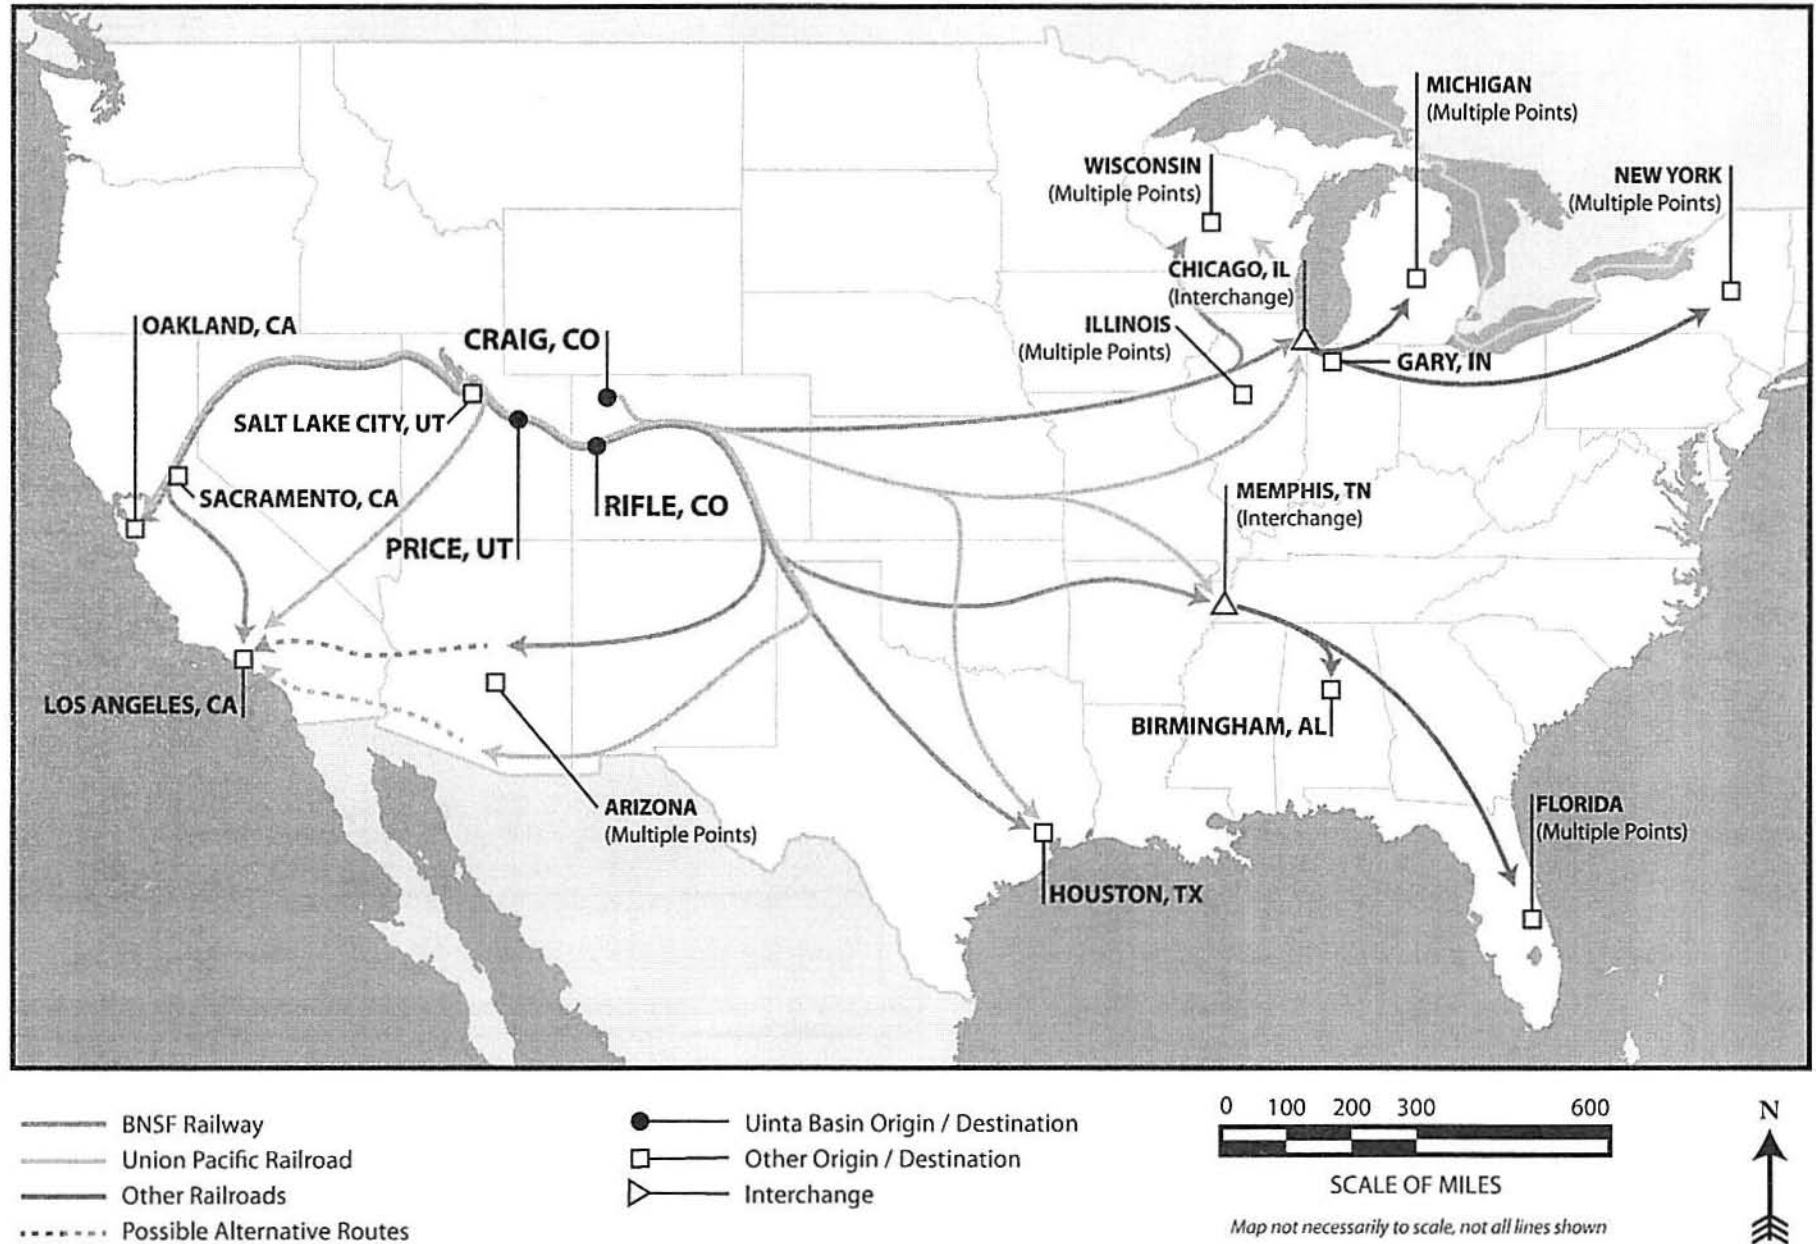 MICHIGAN
(Multiple Points)
WISCONSIN
(Multiple Points)
NEW YORK
(Multiple Points)
CHICAGO, IL
(Interchange)
OAKLAND, CA
CRAIG, CO
ILLINOIS
(Multiple Points)
GARY, IN
SALT LAKE CITY, UT
SACRAMENTO, CA
RIFLE, CO
MEMPHIS, TN
(Interchange)
PRICE, UT
LOS ANGELES, CA
BIRMINGHAM, AL
ARIZONA
(Multiple Points)
FLORIDA
(Multiple Points)
HOUSTON, TX
BNSF Railway
Union Pacific Railroad
Other Railroads
Possible Alternative Routes
Uinta Basin Origin / Destination
Other Origin / Destination
Interchange
0 100 200 300 600
SCALE OF MILES
Map not necessarily to scale, not all lines shown
N